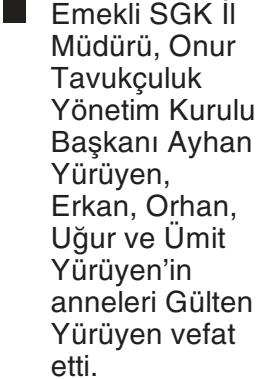 Emekli SGK İl
Müdürü, Onur
Tavukçuluk
Yönetim Kurulu
Başkanı Ayhan
Yürüyen,
Erkan, Orhan,
Uğur ve Ümit
Yürüyen’in
anneleri Gülten
Yürüyen vefat
etti.